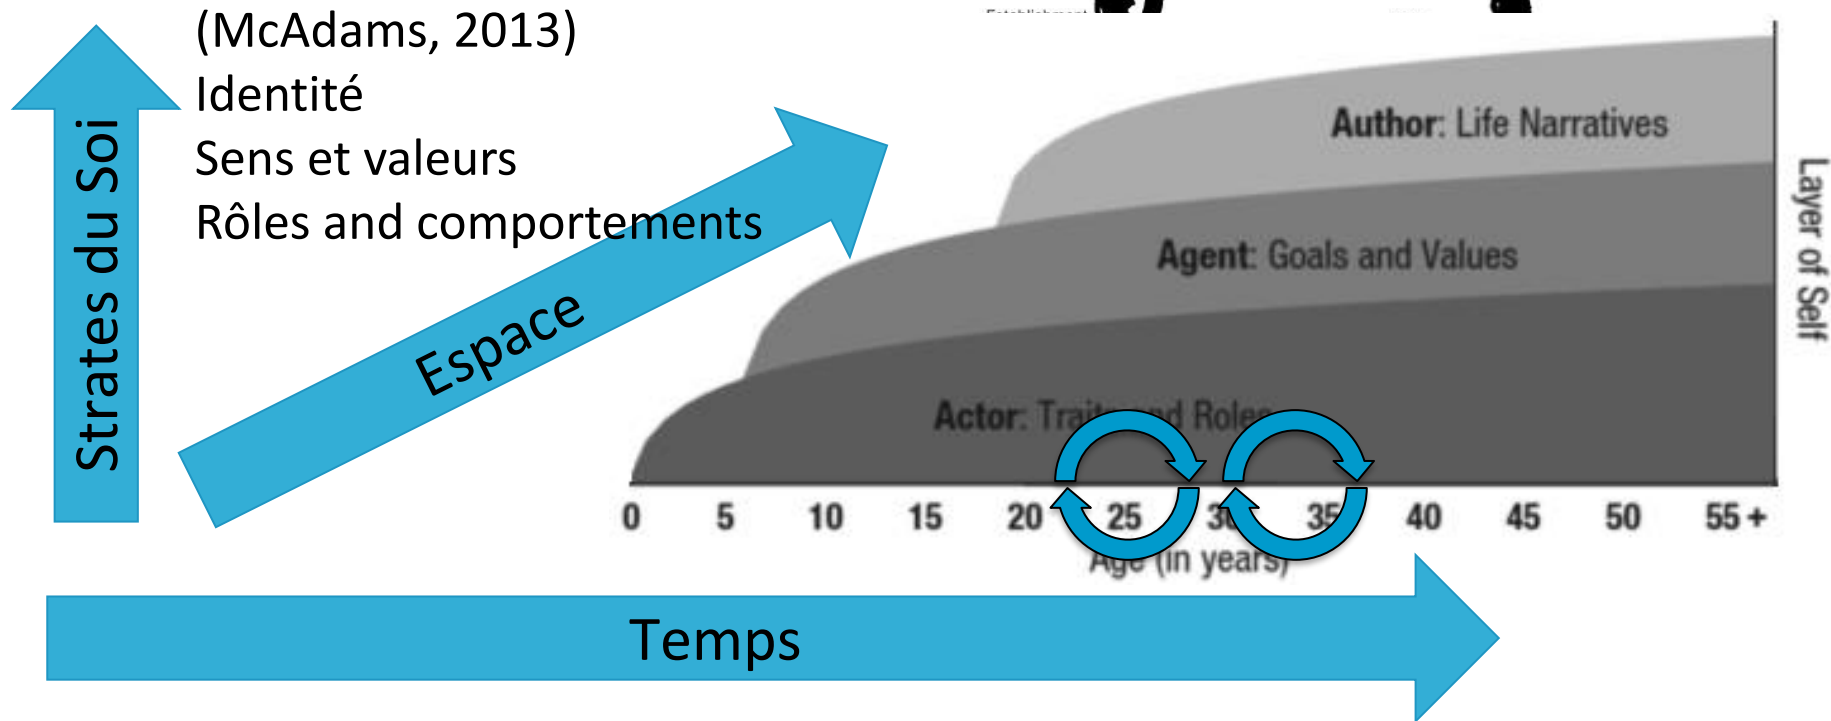 (McAdams, 2013)
Identité
Sens et valeurs
Rôles and comportements
Strates du Soi
Espace
Author: Life Narratives
Agent: Goals and Values
Actor: Traits and Roles
Layer of Self
0 5 10 15 20 25 30 35 40 45 50 55 +
Age (in years)
Temps